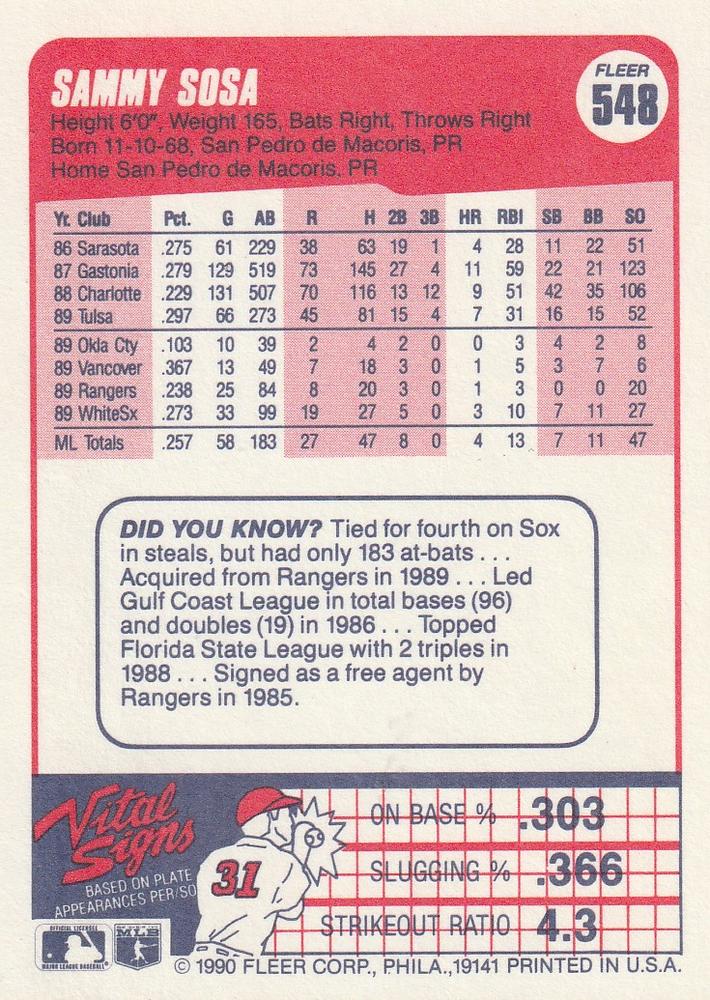 SAMMY SOSA
FLEER
548
Height 6'0", Weight 165, Bats Right, Throws Right
Born 11-10-68, San Pedro de Macoris, PR
Home San Pedro de Macoris, PR
Yr. Club Pct. G AB R H 2B 3B HR RBI SB BB SO
86 Sarasota .275 61 229 38 63 19 1 4 28 11 22 51
87 Gastonia .279 129 519 73 145 27 4 11 59 22 21 123
88 Charlotte .229 131 507 70 116 13 12 9 51 42 35 106
89 Tulsa .297 66 273 45 81 15 4 7 31 16 15 52
89 Okla Cty .103 10 39 2 4 2 0 0 3 4 2 8
89 Vancover .367 13 49 7 18 3 0 1 5 3 7 6
89 Rangers .238 25 84 8 20 3 0 1 3 0 0 20
89 WhiteSx .273 33 99 19 27 5 0 3 10 7 11 27
ML Totals .257 58 183 27 47 8 0 4 13 7 11 47
DID YOU KNOW? Tied for fourth on Sox
in steals, but had only 183 at-bats . . .
Acquired from Rangers in 1989 . . . Led
Gulf Coast League in total bases (96)
and doubles (19) in 1986 . . . Topped
Florida State League with 2 triples in
1988 . . . Signed as a free agent by
Rangers in 1985.
Vital
Signs
BASED ON PLATE
APPEARANCES PER/SO
31
ON BASE % .303
SLUGGING % .366
STRIKEOUT RATIO 4.3
OFFICIAL LICENSEE
MAJOR LEAGUE BASEBALL
MLB
© 1990 FLEER CORP., PHILA.,19141 PRINTED IN U.S.A.